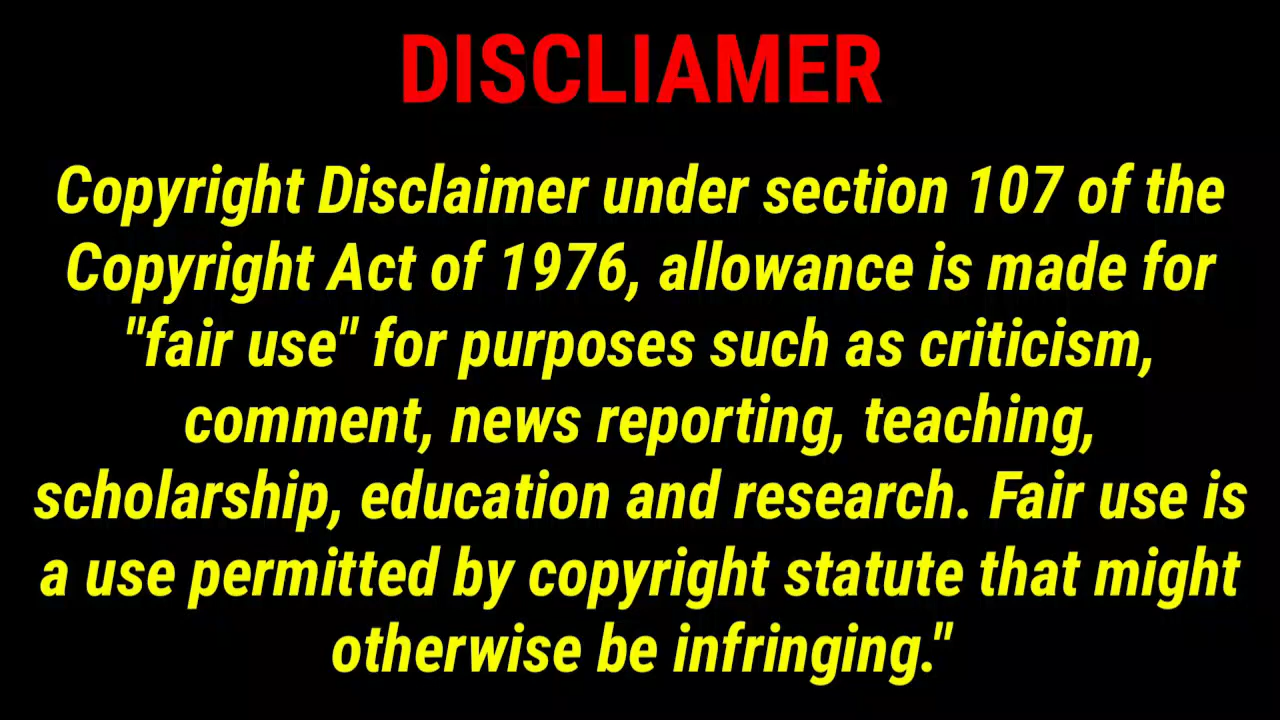 DISCLIAMER
Copyright Disclaimer under section 107 of the
Copyright Act of 1976, allowance is made for
"fair use" for purposes such as criticism,
comment, news reporting, teaching,
scholarship, education and research. Fair use is
a use permitted by copyright statute that might
otherwise be infringing."